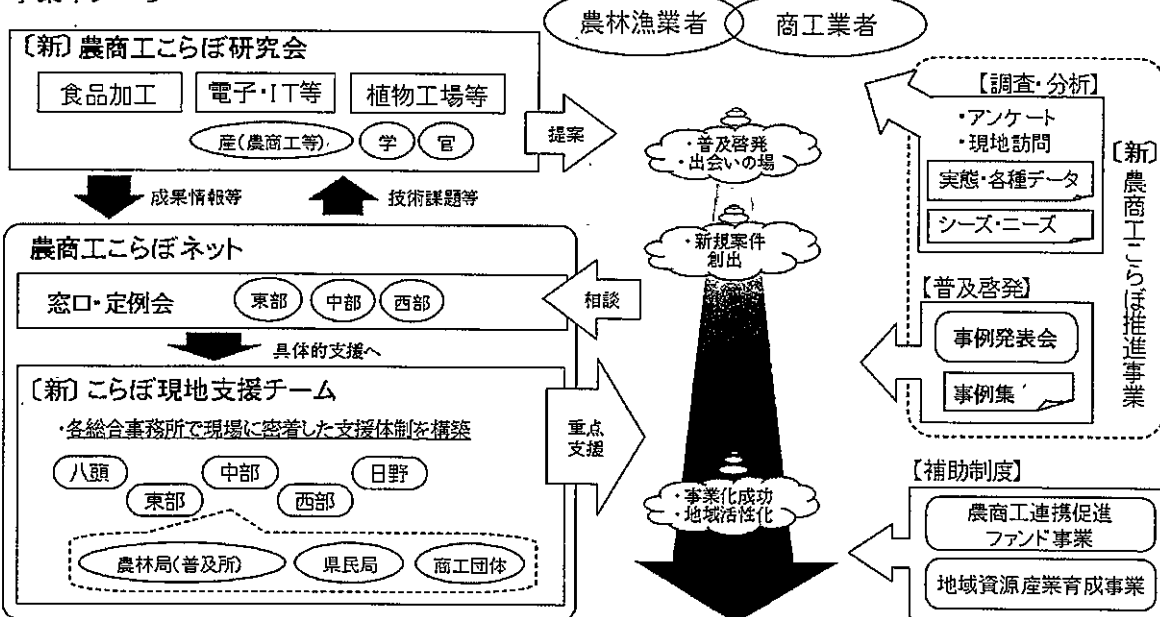 農林漁業者
商工業者
〔新〕農商工こらぼ研究会
食品加工
電子・IT等
植物工場等
産(農商工等)
学
官
提案
成果情報等
技術課題等
農商工こらぼネット
窓口・定例会
東部
中部
西部
相談
具体的支援へ
〔新〕こらぼ現地支援チーム
・各総合事務所で現場に密着した支援体制を構築
八頭
中部
日野
東部
西部
農林局(普及所)
県民局
商工団体
重点
支援
・普及啓発
・出会いの場
・新規案件
創出
・事業化成功
・地域活性化
【調査・分析】
・アンケート
・現地訪問
実態・各種データ
シーズ・ニーズ
【普及啓発】
事例発表会
事例集
〔新〕農商工こらぼ推進事業
【補助制度】
農商工連携促進
ファンド事業
地域資源産業育成事業